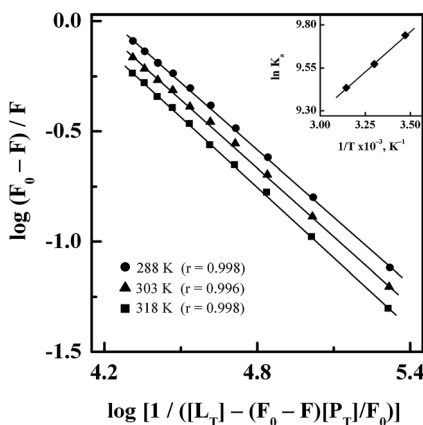 log (F₀ – F) / F
0.0
-0.5
-1.0
-1.5
4.2
4.8
5.4
log [1 / ([L_T] – (F₀ – F)[P_T]/F₀)]
288 K (r = 0.998)
303 K (r = 0.996)
318 K (r = 0.998)
ln Kₐ
9.80
9.55
9.30
3.00
3.25
3.50
1/T x10⁻³, K⁻¹